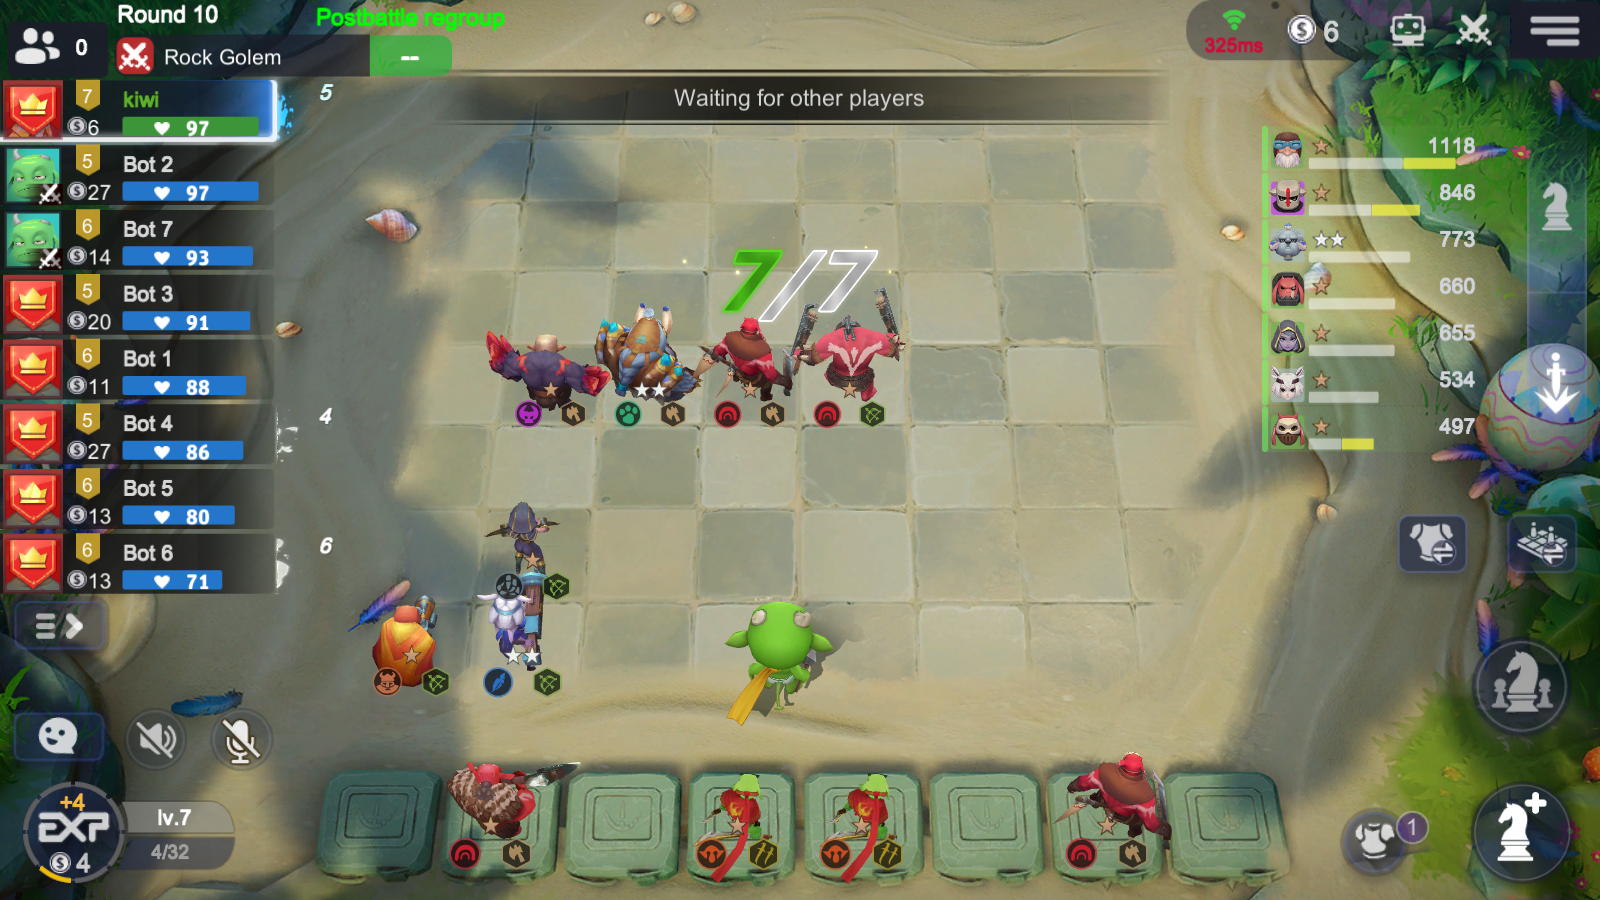 Round 10
Postbattle regroup
0
Rock Golem
--
325ms
6
Waiting for other players
7
kiwi
6
97
5
5
Bot 2
27
97
6
Bot 7
14
93
5
Bot 3
20
91
6
Bot 1
11
88
5
Bot 4
27
86
4
6
Bot 5
13
80
6
Bot 6
13
71
6
7/7
1118
846
773
660
655
534
497
+4
EXP
4
lv.7
4/32
1